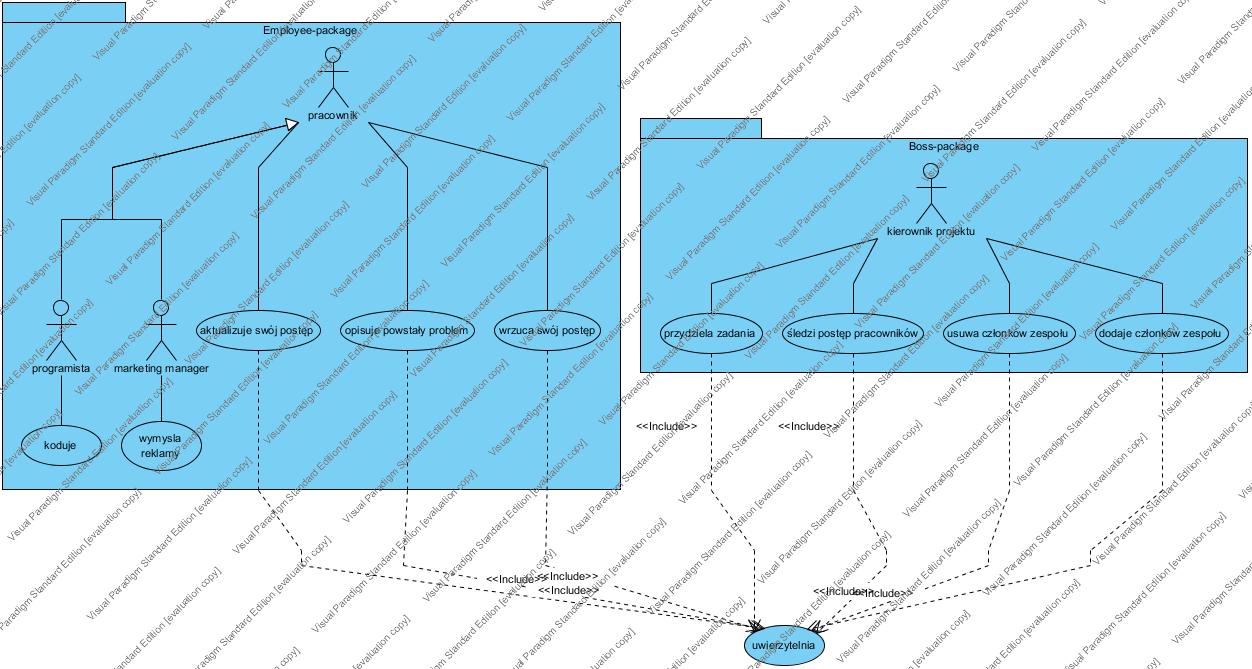 Employee-package
pracownik
programista
marketing manager
koduje
wymysla
reklamy
aktualizuje swój postęp
opisuje powstały problem
wrzuca swój postęp
Boss-package
kierownik projektu
przydziela zadania
śledzi postęp pracowników
usuwa członkow zespołu
dodaje członków zespołu
<<Include>>
<<Include>>
<<Include>>
<<Include>>
<<Include>>
<<Include>>
<<Include>>
uwierzytelnia
Visual Paradigm Standard Edition [evaluation copy]